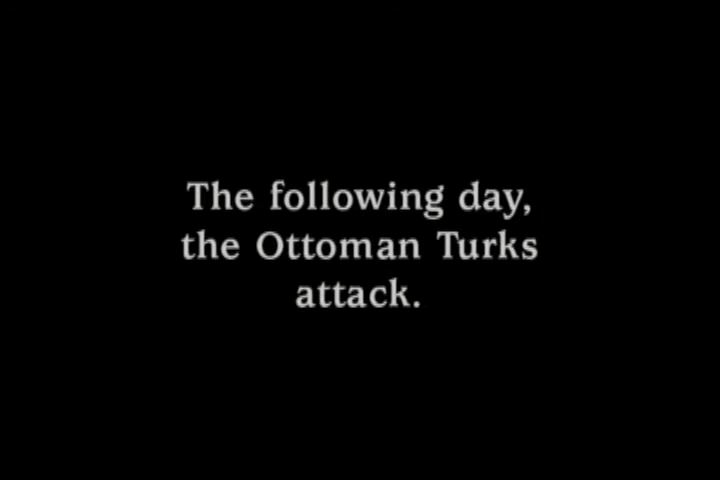 The following day,
the Ottoman Turks
attack.